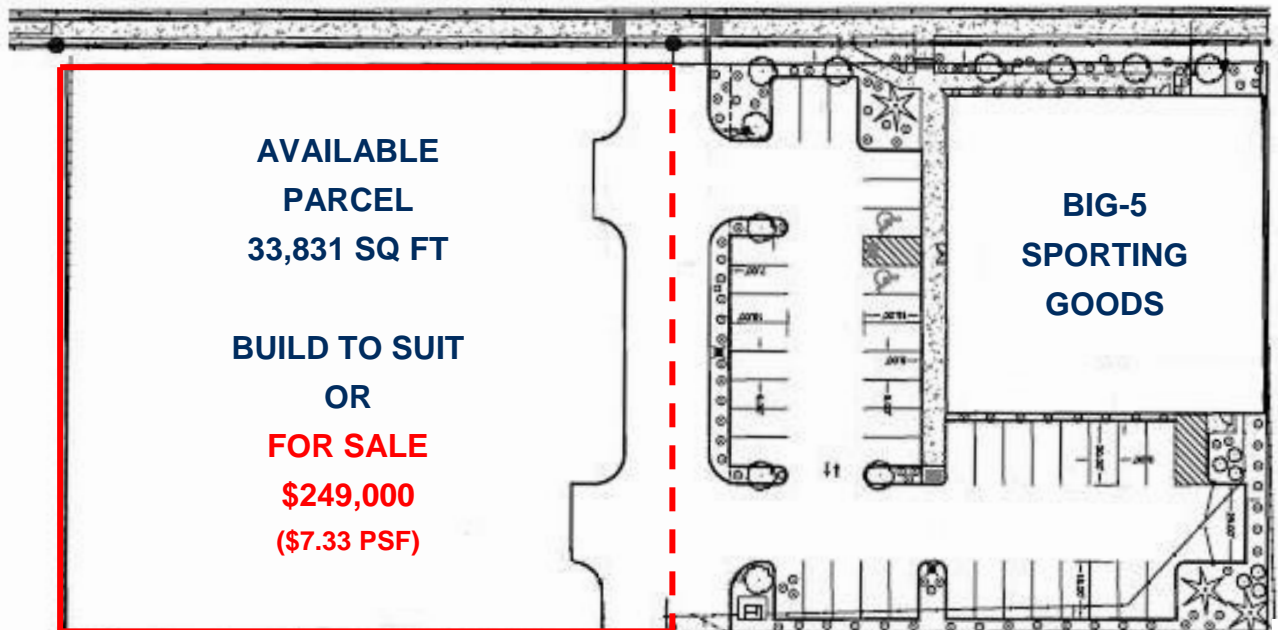 AVAILABLE
PARCEL
33,831 SQ FT
BUILD TO SUIT
OR
FOR SALE
$249,000
($7.33 PSF)
BIG-5
SPORTING
GOODS